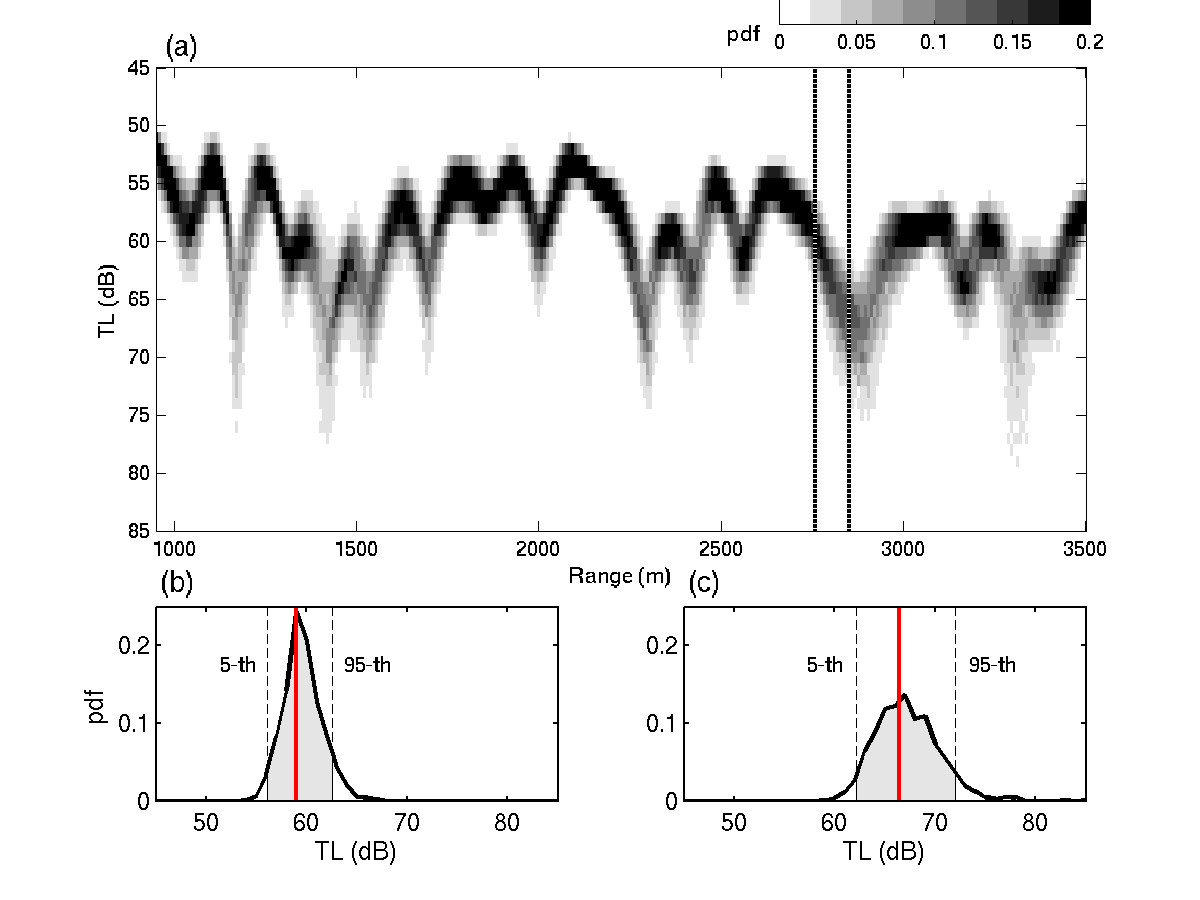 pdf 0 0.05 0.1 0.15 0.2
(a)
45
50
55
60
65
70
75
80
85
TL (dB)
1000 1500 2000 2500 3000 3500
Range (m)
(b) (c)
0.2
0.1
0
pdf
5-th 95-th
50 60 70 80
TL (dB)
0.2
0.1
0
5-th 95-th
50 60 70 80
TL (dB)